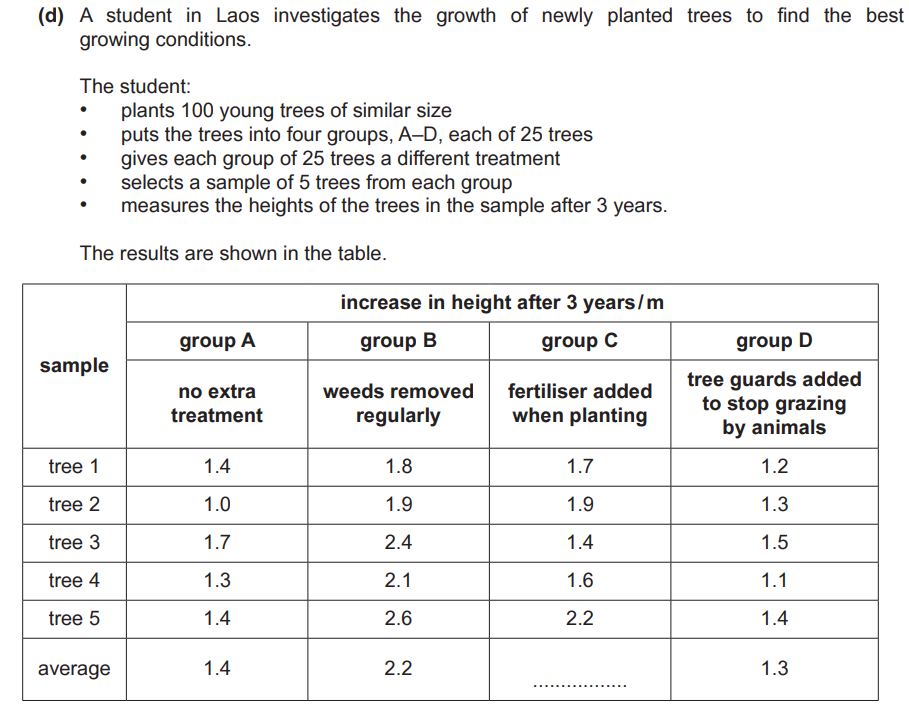 (d) A student in Laos investigates the growth of newly planted trees to find the best
growing conditions.
The student:
• plants 100 young trees of similar size
• puts the trees into four groups, A–D, each of 25 trees
• gives each group of 25 trees a different treatment
• selects a sample of 5 trees from each group
• measures the heights of the trees in the sample after 3 years.
The results are shown in the table.
increase in height after 3 years/m
sample group A group B group C group D
no extra treatment weeds removed regularly fertiliser added when planting tree guards added to stop grazing by animals
tree 1 1.4 1.8 1.7 1.2
tree 2 1.0 1.9 1.9 1.3
tree 3 1.7 2.4 1.4 1.5
tree 4 1.3 2.1 1.6 1.1
tree 5 1.4 2.6 2.2 1.4
average 1.4 2.2 ................. 1.3